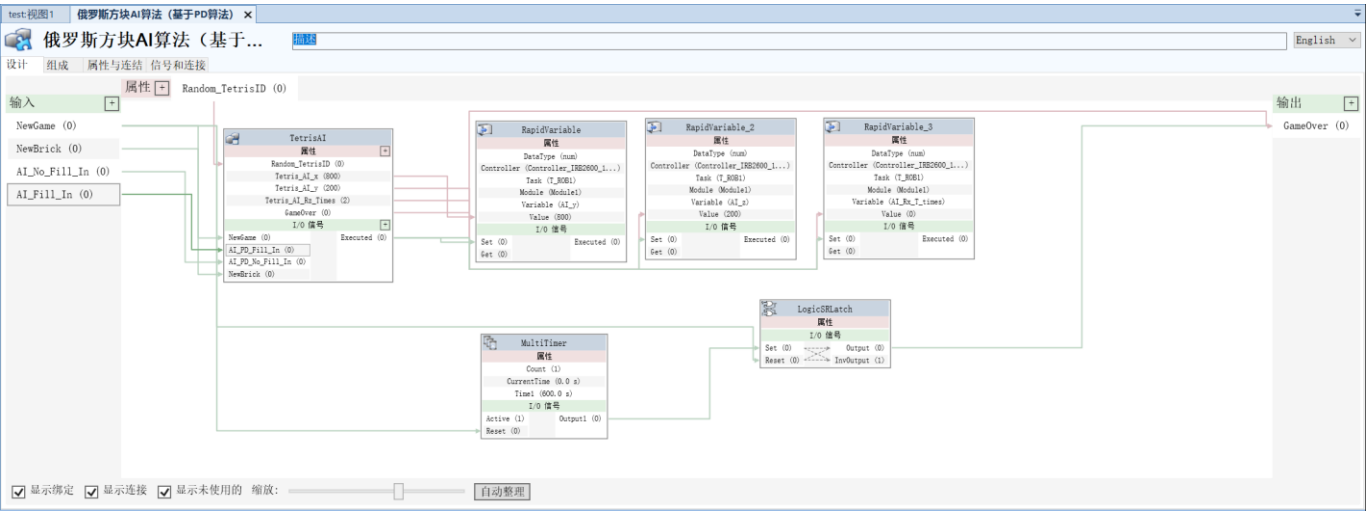 test:视图1 俄罗斯方块AI算法（基于PD算法） ×
俄罗斯方块AI算法（基于... 描述 English
设计 组成 属性与连结 信号和连接
属性 + Random_TetrisID (0)
输入 +
NewGame (0)
NewBrick (0)
AI_No_Fill_In (0)
AI_Fill_In (0)
TetrisAI
属性 +
Random_TetrisID (0)
Tetris_AI_x (800)
Tetris_AI_y (200)
Tetris_AI_Rz_Times (2)
GameOver (0)
I/O 信号 +
NewGame (0) Executed (0)
AI_PD_Fill_In (0)
AI_PD_No_Fill_In (0)
NewBrick (0)
RapidVariable
属性
DataType (num)
Controller (Controller_IRB2600_1...)
Task (T_ROB1)
Module (Module1)
Variable (AI_y)
Value (800)
I/O 信号
Set (0) Executed (0)
Get (0)
RapidVariable_2
属性
DataType (num)
Controller (Controller_IRB2600_1...)
Task (T_ROB1)
Module (Module1)
Variable (AI_z)
Value (200)
I/O 信号
Set (0) Executed (0)
Get (0)
RapidVariable_3
属性
DataType (num)
Controller (Controller_IRB2600_1...)
Task (T_ROB1)
Module (Module1)
Variable (AI_Rx_T_times)
Value (0)
I/O 信号
Set (0) Executed (0)
Get (0)
输出 +
GameOver (0)
LogicSRLatch
属性
I/O 信号
Set (0) Output (0)
Reset (0) InvOutput (1)
MultiTimer
属性
Count (1)
CurrentTime (0.0 s)
Time1 (600.0 s)
I/O 信号
Active (1) Output1 (0)
Reset (0)
显示绑定 显示连接 显示未使用的 缩放: 自动整理